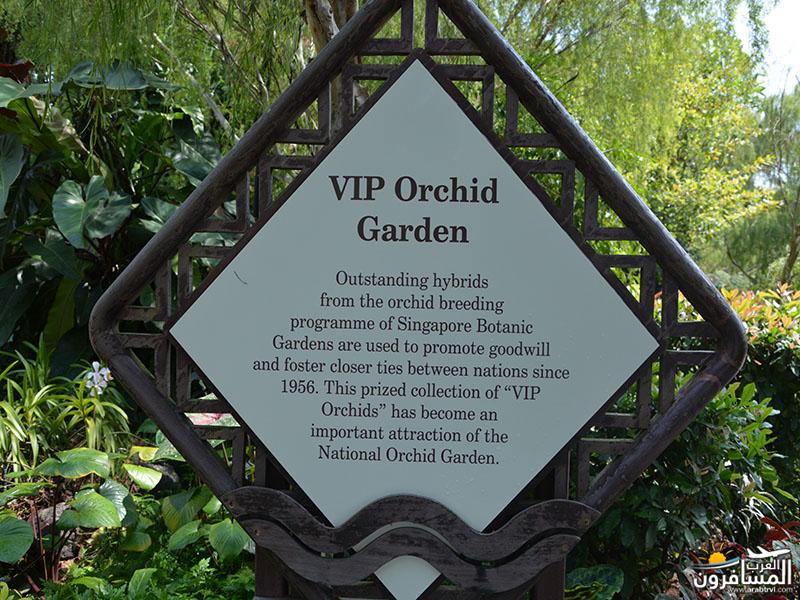 VIP Orchid
Garden
Outstanding hybrids
from the orchid breeding
programme of Singapore Botanic
Gardens are used to promote goodwill
and foster closer ties between nations since
1956. This prized collection of “VIP
Orchids” has become an
important attraction of the
National Orchid Garden.
العرب
المسافرون
www.arabtrvl.com